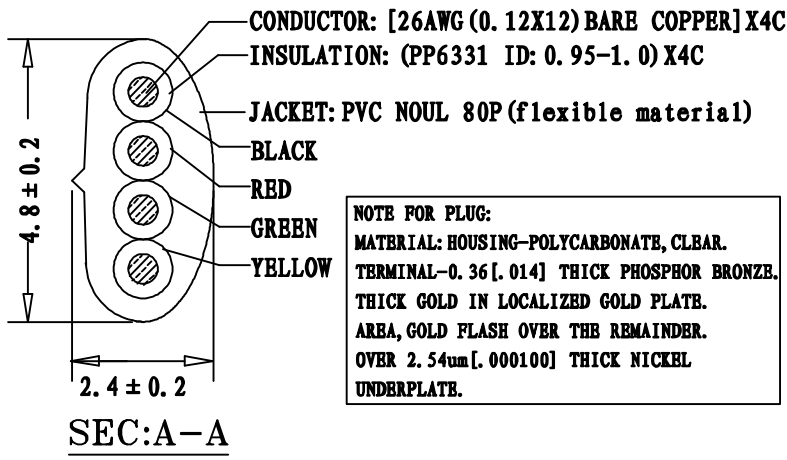 CONDUCTOR: [26AWG(0.12X12)BARE COPPER]X4C
INSULATION: (PP6331 ID: 0.95-1.0)X4C
JACKET: PVC NOUL 80P(flexible material)
BLACK
RED
GREEN
YELLOW
4.8±0.2
2.4±0.2
SEC:A-A
NOTE FOR PLUG:
MATERIAL: HOUSING-POLYCARBONATE, CLEAR.
TERMINAL-0.36[.014] THICK PHOSPHOR BRONZE.
THICK GOLD IN LOCALIZED GOLD PLATE.
AREA, GOLD FLASH OVER THE REMAINDER.
OVER 2.54um[.000100] THICK NICKEL
UNDERPLATE.